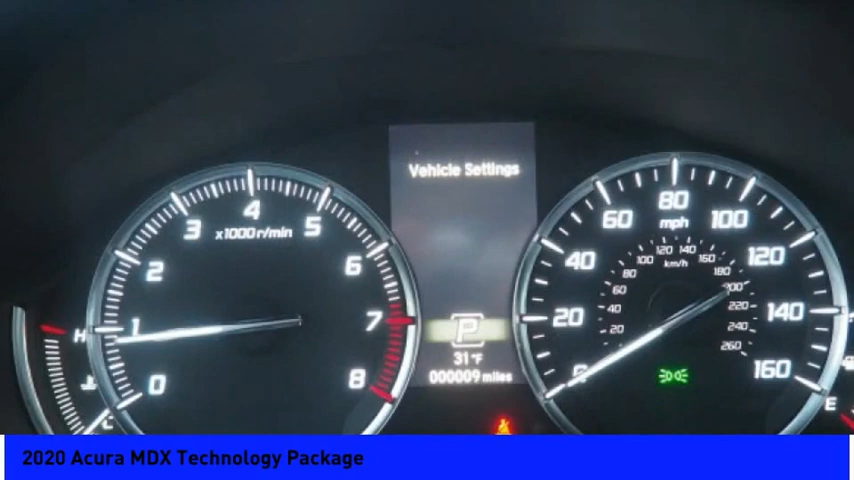 Vehicle Settings
4
3
5
x1000r/min
2
6
1
7
0
8
H
C
P
31°F
000009 miles
80
60
mph
100
40
120
20
140
0
160
120 140
100
160
km/h
80
180
60
200
40
220
20
240
260
E
2020 Acura MDX Technology Package